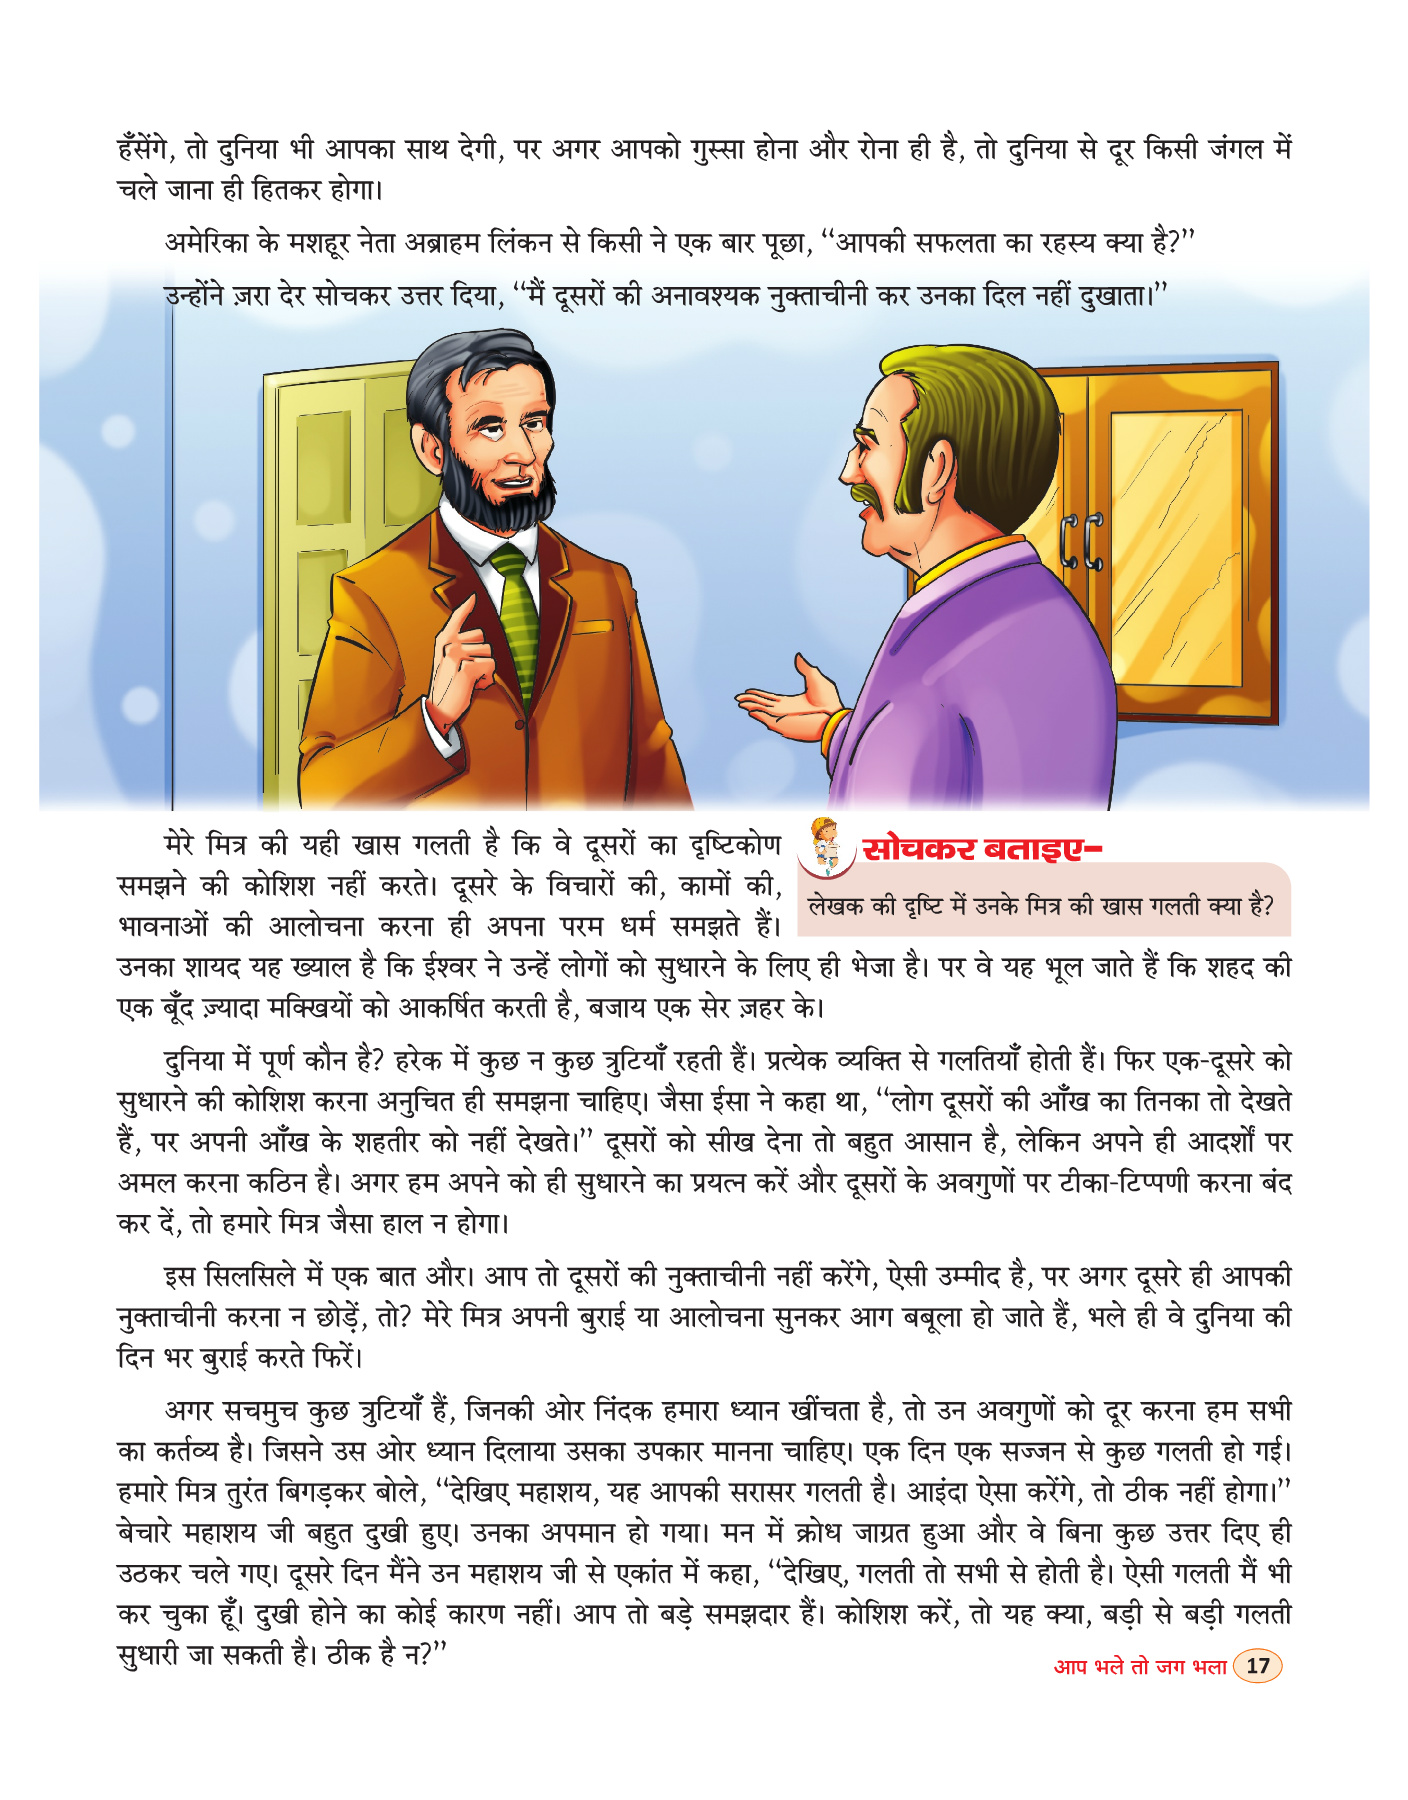 हँसेंगे, तो दुनिया भी आपका साथ देगी, पर अगर आपको गुस्सा होना और रोना ही है, तो दुनिया से दूर किसी जंगल में
चले जाना ही हितकर होगा।
अमेरिका के मशहूर नेता अब्राहम लिंकन से किसी ने एक बार पूछा, “आपकी सफलता का रहस्य क्या है?”
उन्होंने ज़रा देर सोचकर उत्तर दिया, “मैं दूसरों की अनावश्यक नुक्ताचीनी कर उनका दिल नहीं दुखाता।”
मेरे मित्र की यही खास गलती है कि वे दूसरों का दृष्टिकोण
समझने की कोशिश नहीं करते। दूसरे के विचारों की, कामों की,
भावनाओं की आलोचना करना ही अपना परम धर्म समझते हैं।
सोचकर बताइए–
लेखक की दृष्टि में उनके मित्र की खास गलती क्या है?
उनका शायद यह ख्याल है कि ईश्वर ने उन्हें लोगों को सुधारने के लिए ही भेजा है। पर वे यह भूल जाते हैं कि शहद की
एक बूँद ज़्यादा मक्खियों को आकर्षित करती है, बजाय एक सेर ज़हर के।
दुनिया में पूर्ण कौन है? हरेक में कुछ न कुछ त्रुटियाँ रहती हैं। प्रत्येक व्यक्ति से गलतियाँ होती हैं। फिर एक-दूसरे को
सुधारने की कोशिश करना अनुचित ही समझना चाहिए। जैसा ईसा ने कहा था, “लोग दूसरों की आँख का तिनका तो देखते
हैं, पर अपनी आँख के शहतीर को नहीं देखते।” दूसरों को सीख देना तो बहुत आसान है, लेकिन अपने ही आदर्शों पर
अमल करना कठिन है। अगर हम अपने को ही सुधारने का प्रयत्न करें और दूसरों के अवगुणों पर टीका-टिप्पणी करना बंद
कर दें, तो हमारे मित्र जैसा हाल न होगा।
इस सिलसिले में एक बात और। आप तो दूसरों की नुक्ताचीनी नहीं करेंगे, ऐसी उम्मीद है, पर अगर दूसरे ही आपकी
नुक्ताचीनी करना न छोड़ें, तो? मेरे मित्र अपनी बुराई या आलोचना सुनकर आग बबूला हो जाते हैं, भले ही वे दुनिया की
दिन भर बुराई करते फिरें।
अगर सचमुच कुछ त्रुटियाँ हैं, जिनकी ओर निंदक हमारा ध्यान खींचता है, तो उन अवगुणों को दूर करना हम सभी
का कर्तव्य है। जिसने उस ओर ध्यान दिलाया उसका उपकार मानना चाहिए। एक दिन एक सज्जन से कुछ गलती हो गई।
हमारे मित्र तुरंत बिगड़कर बोले, “देखिए महाशय, यह आपकी सरासर गलती है। आइंदा ऐसा करेंगे, तो ठीक नहीं होगा।”
बेचारे महाशय जी बहुत दुखी हुए। उनका अपमान हो गया। मन में क्रोध जाग्रत हुआ और वे बिना कुछ उत्तर दिए ही
उठकर चले गए। दूसरे दिन मैंने उन महाशय जी से एकांत में कहा, “देखिए, गलती तो सभी से होती है। ऐसी गलती मैं भी
कर चुका हूँ। दुखी होने का कोई कारण नहीं। आप तो बड़े समझदार हैं। कोशिश करें, तो यह क्या, बड़ी से बड़ी गलती
सुधारी जा सकती है। ठीक है न?”
आप भले तो जग भला 17